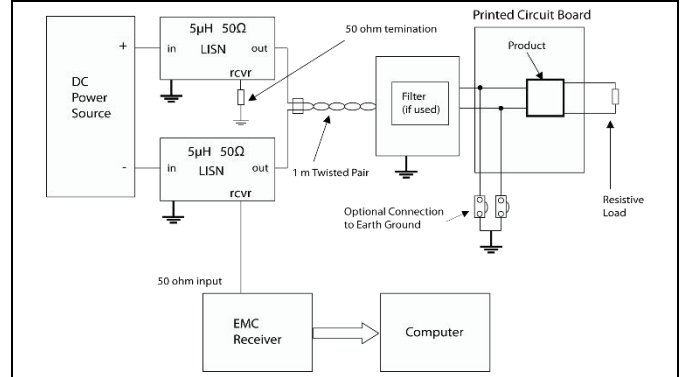 Printed Circuit Board
5µH 50Ω
LISN
in
out
rcvr
50 ohm temination
+
DC
Power
Source
-
Product
Filter
(if used)
5µH 50Ω
LISN
in
out
rcvr
1 m Twisted Pair
Optional Connection
to Earth Ground
Resistive
Load
50 ohm input
EMC
Receiver
Computer